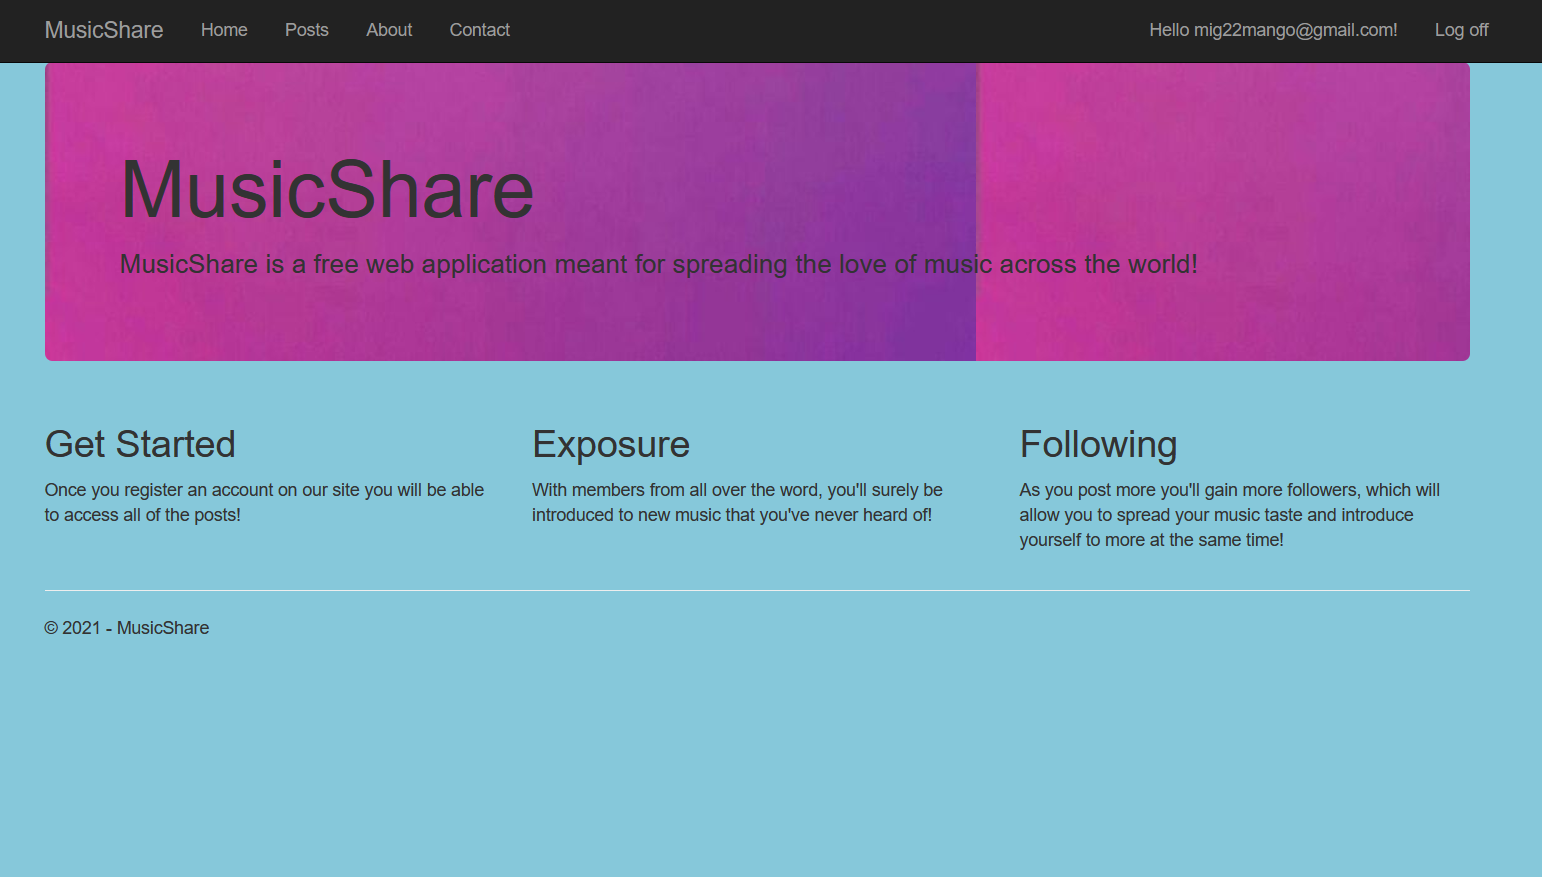 MusicShare Home Posts About Contact Hello mig22mango@gmail.com! Log off
MusicShare
MusicShare is a free web application meant for spreading the love of music across the world!
Get Started
Once you register an account on our site you will be able
to access all of the posts!
Exposure
With members from all over the word, you'll surely be
introduced to new music that you've never heard of!
Following
As you post more you'll gain more followers, which will
allow you to spread your music taste and introduce
yourself to more at the same time!
© 2021 - MusicShare